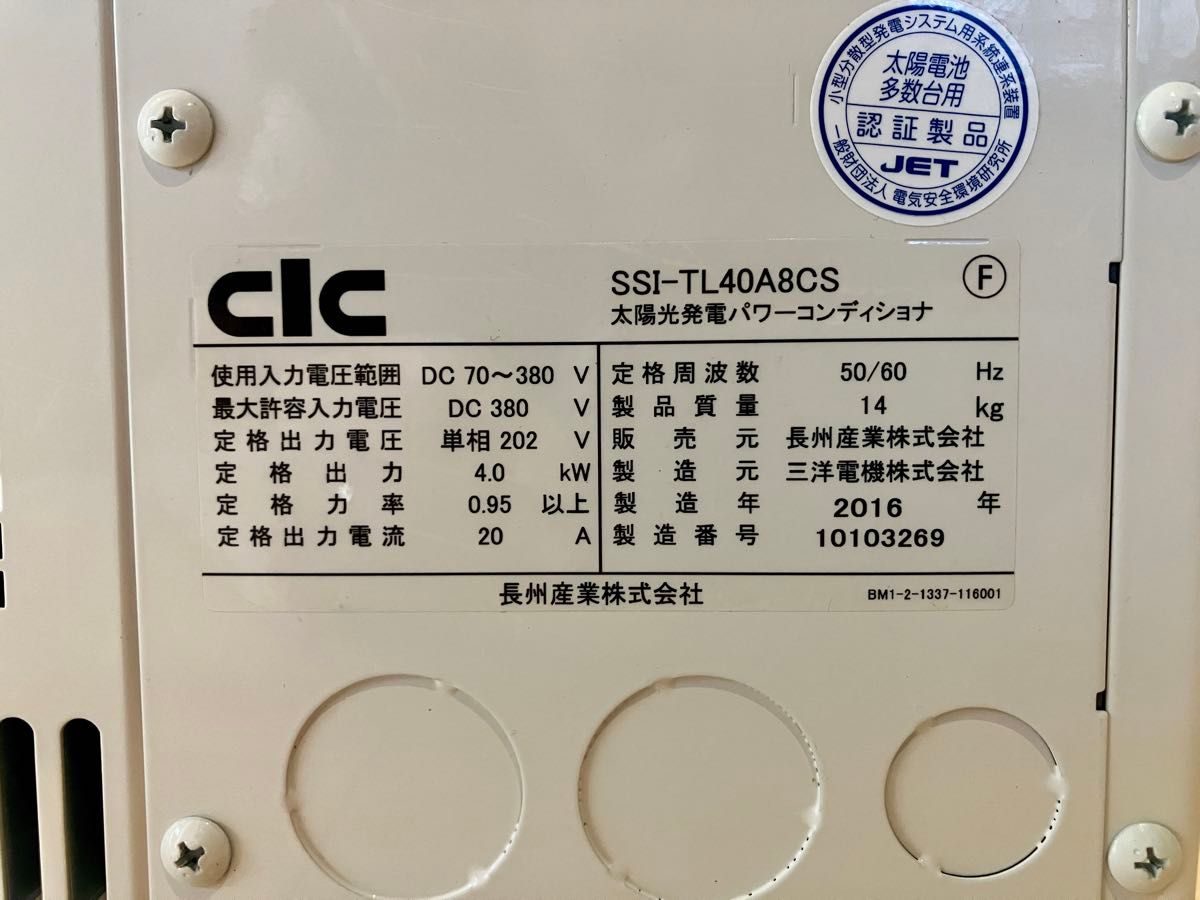 小型分散型発電システム用系統連系装置
太陽電池
多数台用
認証製品
JET
一般財団法人 電気安全環境研究所
CIC
SSI-TL40A8CS
F
太陽光発電パワーコンディショナ
使用入力電圧範囲 DC 70～380 V
最大許容入力電圧 DC 380 V
定格出力電圧 単相 202 V
定格出力 4.0 kW
定格力率 0.95 以上
定格出力電流 20 A
定格周波数 50/60 Hz
製品質量 14 kg
販売元 長州産業株式会社
製造元 三洋電機株式会社
製造年 2016 年
製造番号 10103269
長州産業株式会社
BM1-2-1337-116001